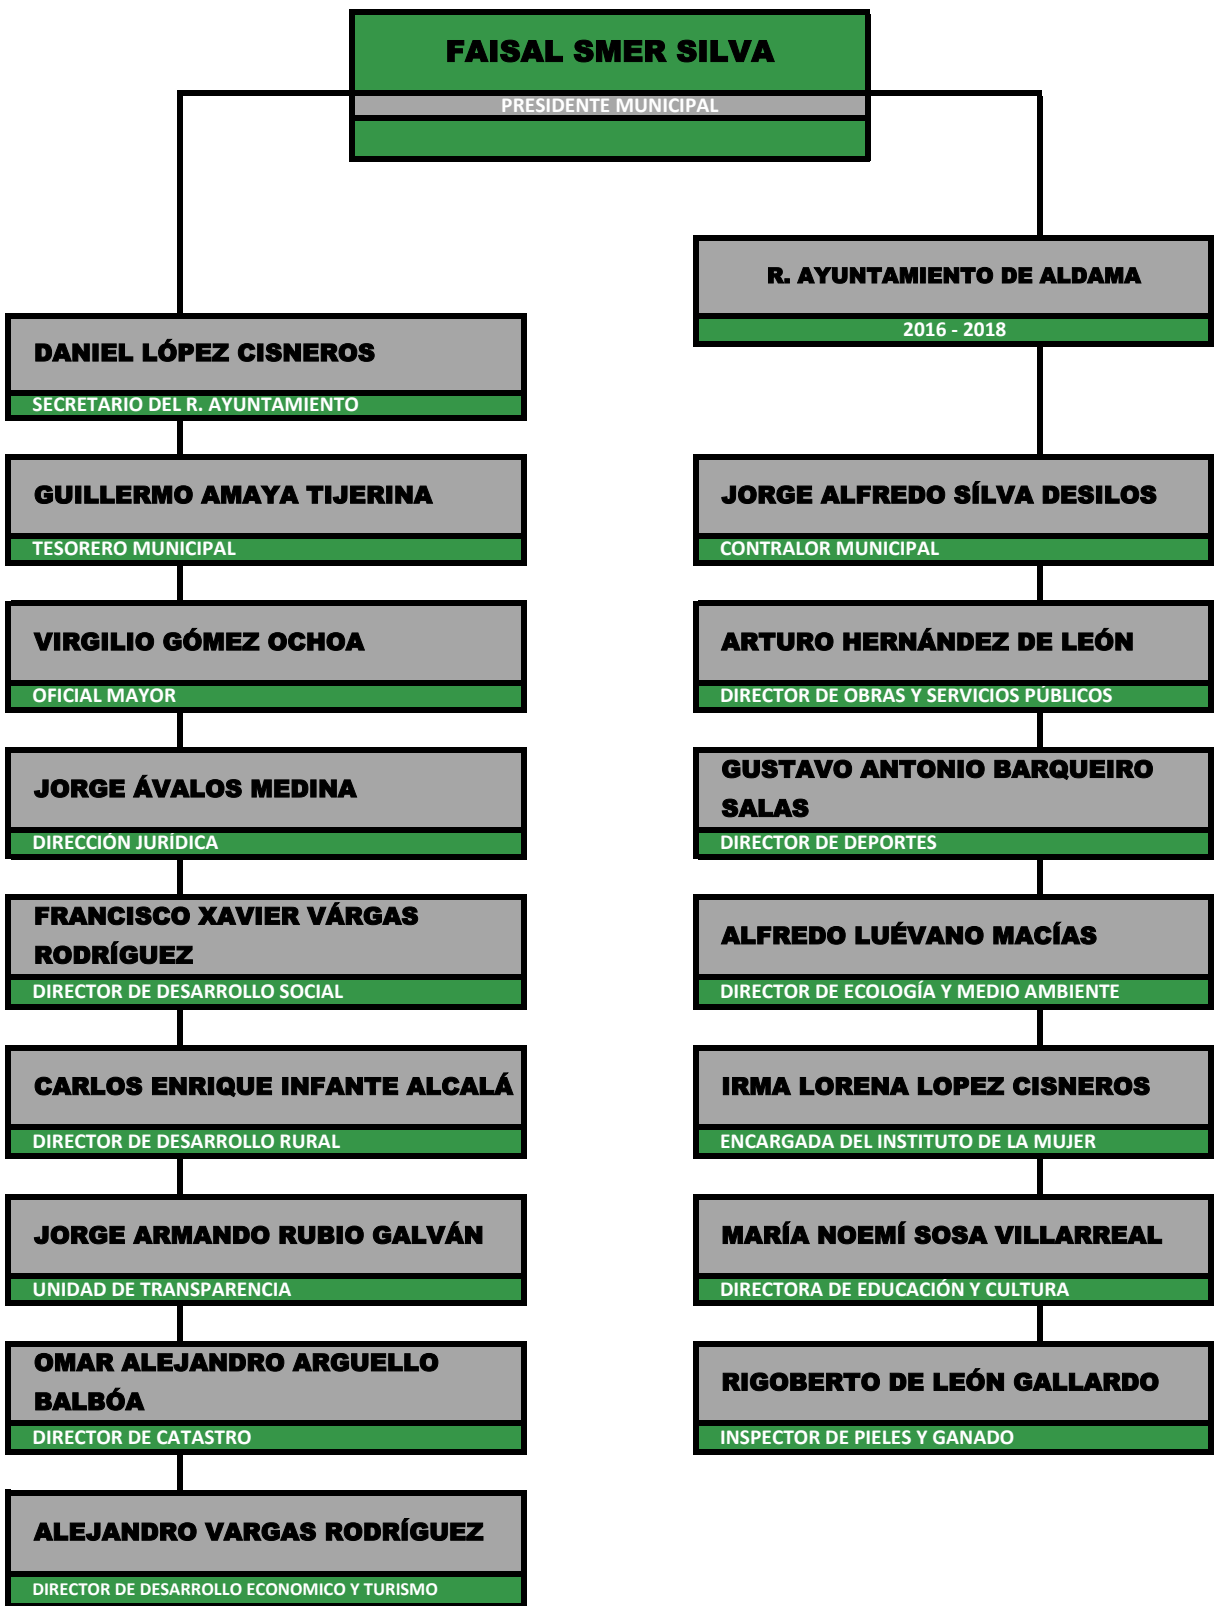 FAISAL SMER SILVA
PRESIDENTE MUNICIPAL
R. AYUNTAMIENTO DE ALDAMA
2016 - 2018
DANIEL LÓPEZ CISNEROS
SECRETARIO DEL R. AYUNTAMIENTO
GUILLERMO AMAYA TIJERINA
TESORERO MUNICIPAL
VIRGILIO GÓMEZ OCHOA
OFICIAL MAYOR
JORGE ÁVALOS MEDINA
DIRECCIÓN JURÍDICA
FRANCISCO XAVIER VÁRGAS
RODRÍGUEZ
DIRECTOR DE DESARROLLO SOCIAL
CARLOS ENRIQUE INFANTE ALCALÁ
DIRECTOR DE DESARROLLO RURAL
JORGE ARMANDO RUBIO GALVÁN
UNIDAD DE TRANSPARENCIA
OMAR ALEJANDRO ARGUELLO
BALBÓA
DIRECTOR DE CATASTRO
ALEJANDRO VARGAS RODRÍGUEZ
DIRECTOR DE DESARROLLO ECONOMICO Y TURISMO
JORGE ALFREDO SÍLVA DESILOS
CONTRALOR MUNICIPAL
ARTURO HERNÁNDEZ DE LEÓN
DIRECTOR DE OBRAS Y SERVICIOS PÚBLICOS
GUSTAVO ANTONIO BARQUEIRO
SALAS
DIRECTOR DE DEPORTES
ALFREDO LUÉVANO MACÍAS
DIRECTOR DE ECOLOGÍA Y MEDIO AMBIENTE
IRMA LORENA LOPEZ CISNEROS
ENCARGADA DEL INSTITUTO DE LA MUJER
MARÍA NOEMÍ SOSA VILLARREAL
DIRECTORA DE EDUCACIÓN Y CULTURA
RIGOBERTO DE LEÓN GALLARDO
INSPECTOR DE PIELES Y GANADO